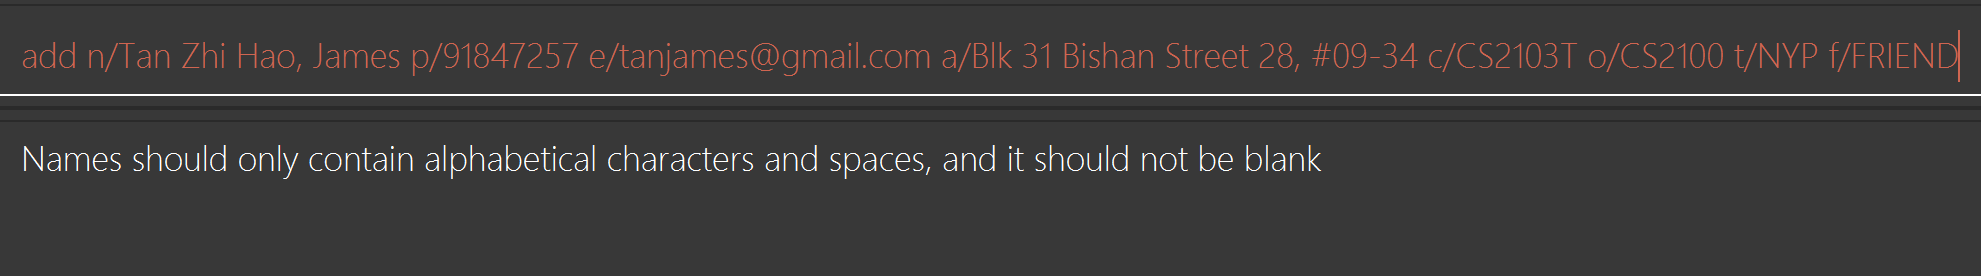 add n/Tan Zhi Hao, James p/91847257 e/tanjames@gmail.com a/Blk 31 Bishan Street 28, #09-34 c/CS2103T o/CS2100 t/NYP f/FRIEND
Names should only contain alphabetical characters and spaces, and it should not be blank